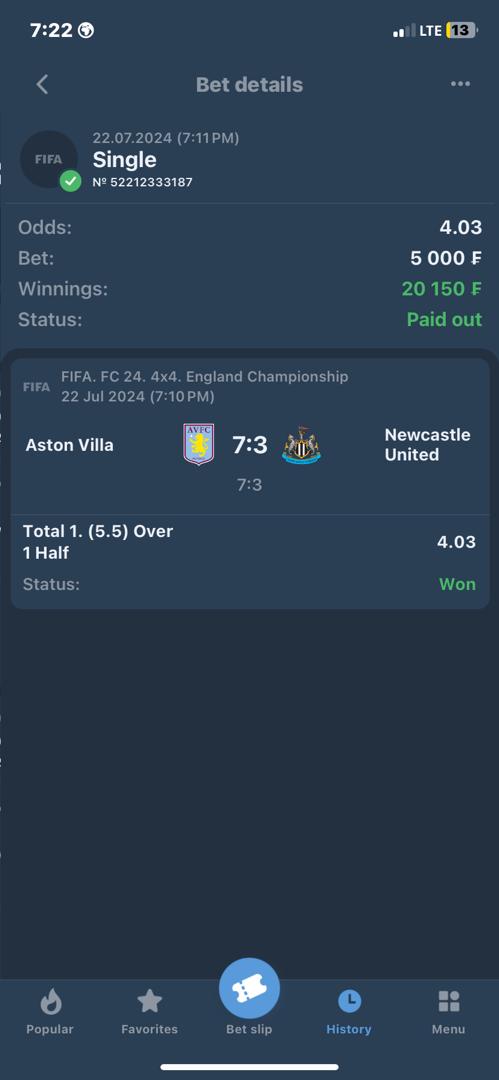 7:22
LTE 13
Bet details
22.07.2024 (7:11 PM)
FIFA
Single
Nº 52212333187
Odds: 4.03
Bet: 5 000 ₣
Winnings: 20 150 ₣
Status: Paid out
FIFA
FIFA. FC 24. 4x4. England Championship
22 Jul 2024 (7:10 PM)
Aston Villa
AVFC
7:3
Newcastle
United
7:3
Total 1. (5.5) Over
1 Half
4.03
Status: Won
Popular
Favorites
Bet slip
History
Menu